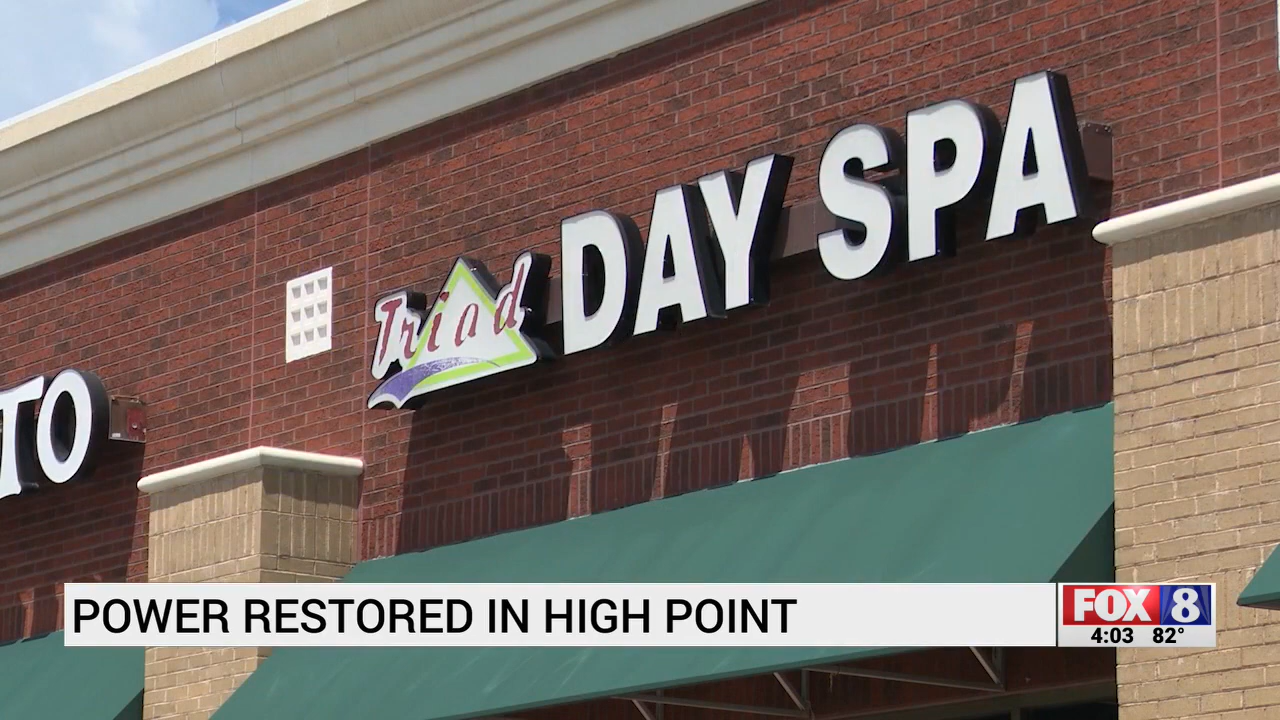 Triad DAY SPA
TO
POWER RESTORED IN HIGH POINT
FOX 8
4:03 82°